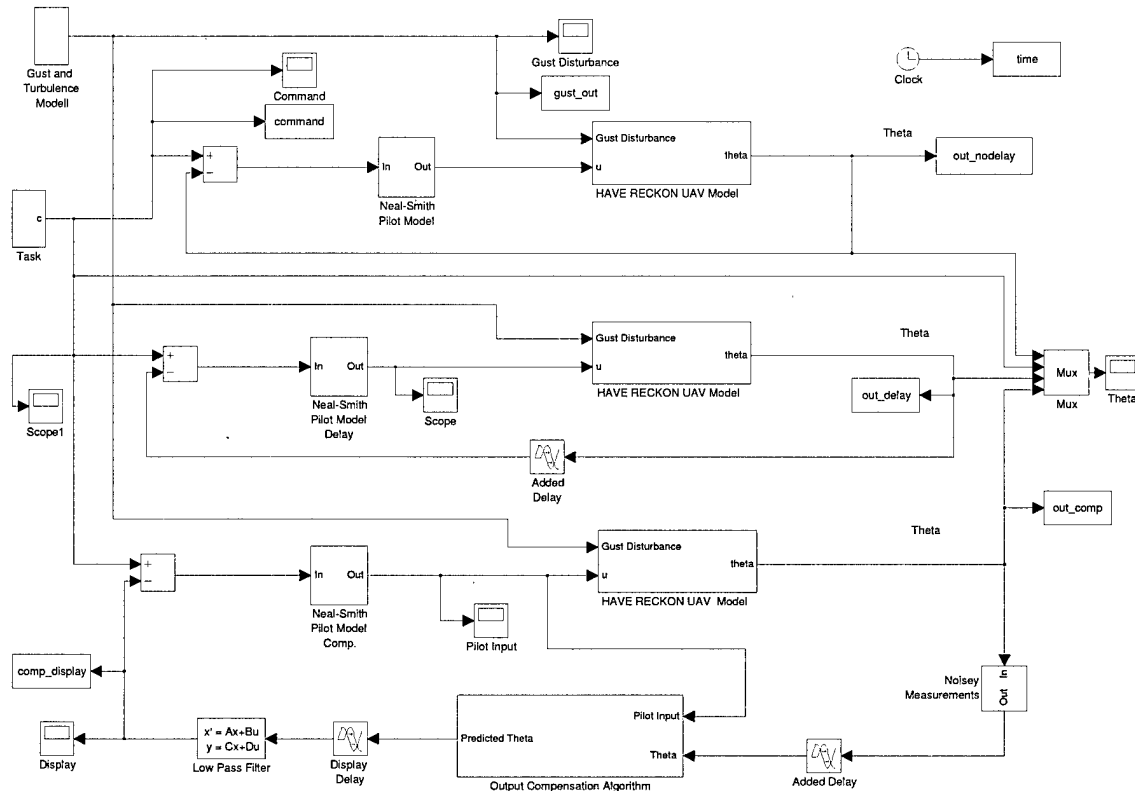 Gust and
Turbulence
Modell
Gust Disturbance
Command
command
gust_out
Clock
time
+
−
In
Out
Neal-Smith
Pilot Model
Gust Disturbance
u
theta
HAVE RECKON UAV Model
Theta
out_nodelay
c
Task
Scope1
+
−
In
Out
Neal-Smith
Pilot Model
Delay
Scope
Gust Disturbance
u
theta
HAVE RECKON UAV Model
Theta
out_delay
Mux
Mux
Theta
Added
Delay
+
−
In
Out
Neal-Smith
Pilot Model
Comp.
Pilot Input
Gust Disturbance
u
theta
HAVE RECKON UAV Model
Theta
out_comp
In
Out
Noisey
Measurements
comp_display
Display
x' = Ax+Bu
y = Cx+Du
Low Pass Filter
Display
Delay
Predicted Theta
Pilot Input
Theta
Output Compensation Algorithm
Added Delay